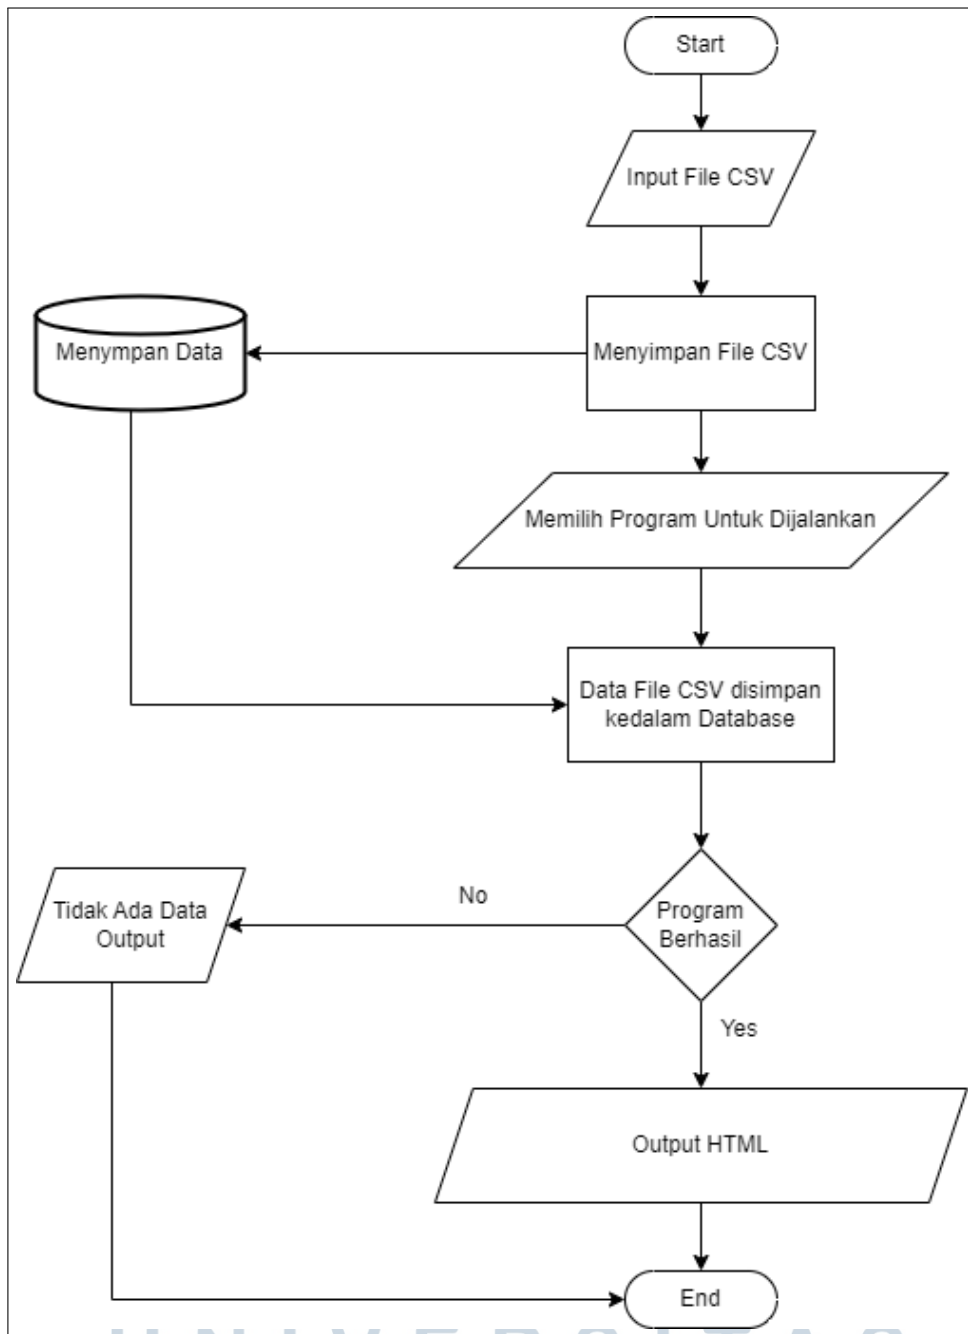 Start
Input File CSV
Menympan Data
Menyimpan File CSV
Memilih Program Untuk Dijalankan
Data File CSV disimpan
kedalam Database
No
Tidak Ada Data
Output
Program
Berhasil
Yes
Output HTML
End
UNIVERSITAS